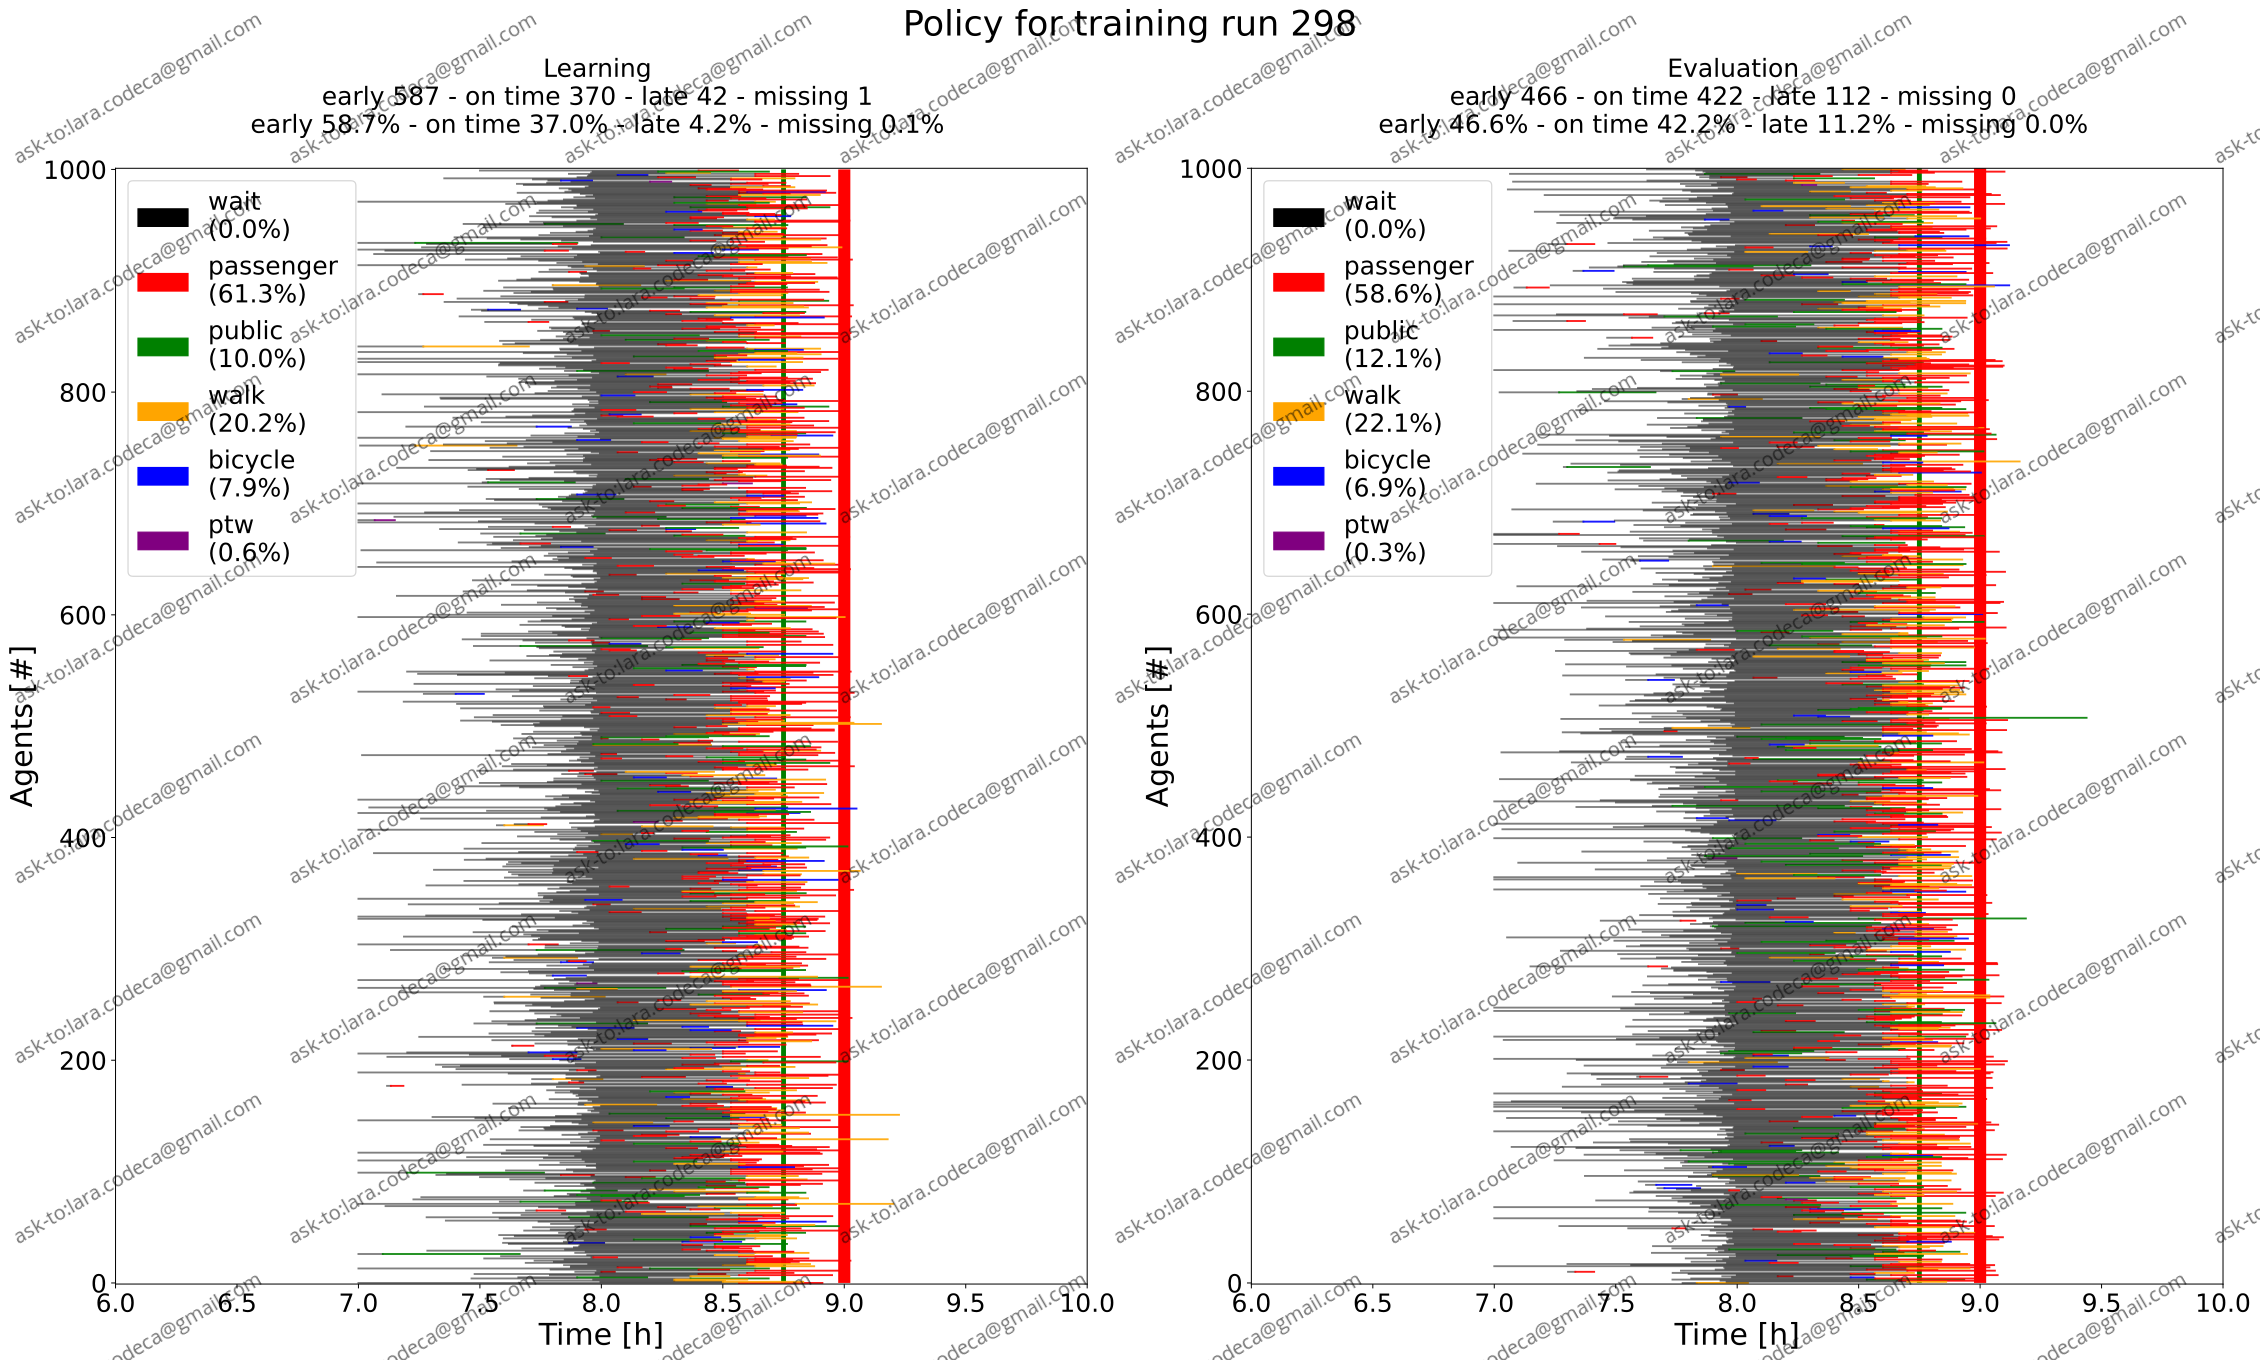 Policy for training run 298
Learning
early 587 - on time 370 - late 42 - missing 1
early 58.7% - on time 37.0% - late 4.2% - missing 0.1%
1000
800
600
400
200
0
Agents [#]
wait
(0.0%)
passenger
(61.3%)
public
(10.0%)
walk
(20.2%)
bicycle
(7.9%)
ptw
(0.6%)
6.0 6.5 7.0 7.5 8.0 8.5 9.0 9.5 10.0
Time [h]
Evaluation
early 466 - on time 422 - late 112 - missing 0
early 46.6% - on time 42.2% - late 11.2% - missing 0.0%
1000
800
600
400
200
0
Agents [#]
wait
(0.0%)
passenger
(58.6%)
public
(12.1%)
walk
(22.1%)
bicycle
(6.9%)
ptw
(0.3%)
6.0 6.5 7.0 7.5 8.0 8.5 9.0 9.5 10.0
Time [h]
ask-to:lara.codeca@gmail.com